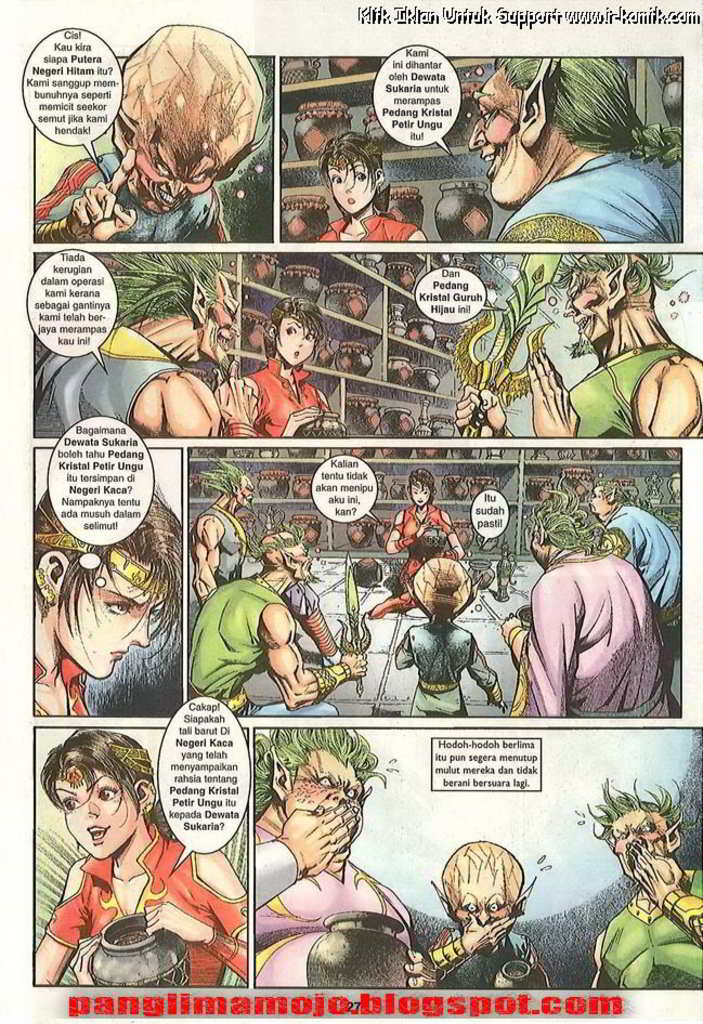 Klik Iklan Untuk Support www.r-komik.com
Cis!
Kau kira
siapa Putera
Negeri Hitam itu?
Kami sanggup mem-
bunuhnya seperti
memicit seekor
semut jika kami
hendak!
Kami
ini dihantar
oleh Dewata
Sukaria untuk
merampas
Pedang Kristal
Petir Ungu
itu!
Tiada
kerugian
dalam operasi
kami kerana
sebagai gantinya
kami telah ber-
jaya merampas
kau ini!
Dan
Pedang
Kristal Guruh
Hijau ini!
Bagaimana
Dewata Sukaria
boleh tahu Pedang
Kristal Petir Ungu
itu tersimpan di
Negeri Kaca?
Nampaknya tentu
ada musuh dalam
selimut!
Kalian
tentu tidak
akan menipu
aku ini,
kan?
Itu
sudah
pasti!
Cakap!
Siapakah
tali barut Di
Negeri Kaca
yang telah
menyampaikan
rahsia tentang
Pedang Kristal
Petir Ungu itu
kepada Dewata
Sukaria?
Hodoh-hodoh berlima
itu pun segera menutup
mulut mereka dan tidak
berani bersuara lagi.
27
panglimamojo.blogspot.com